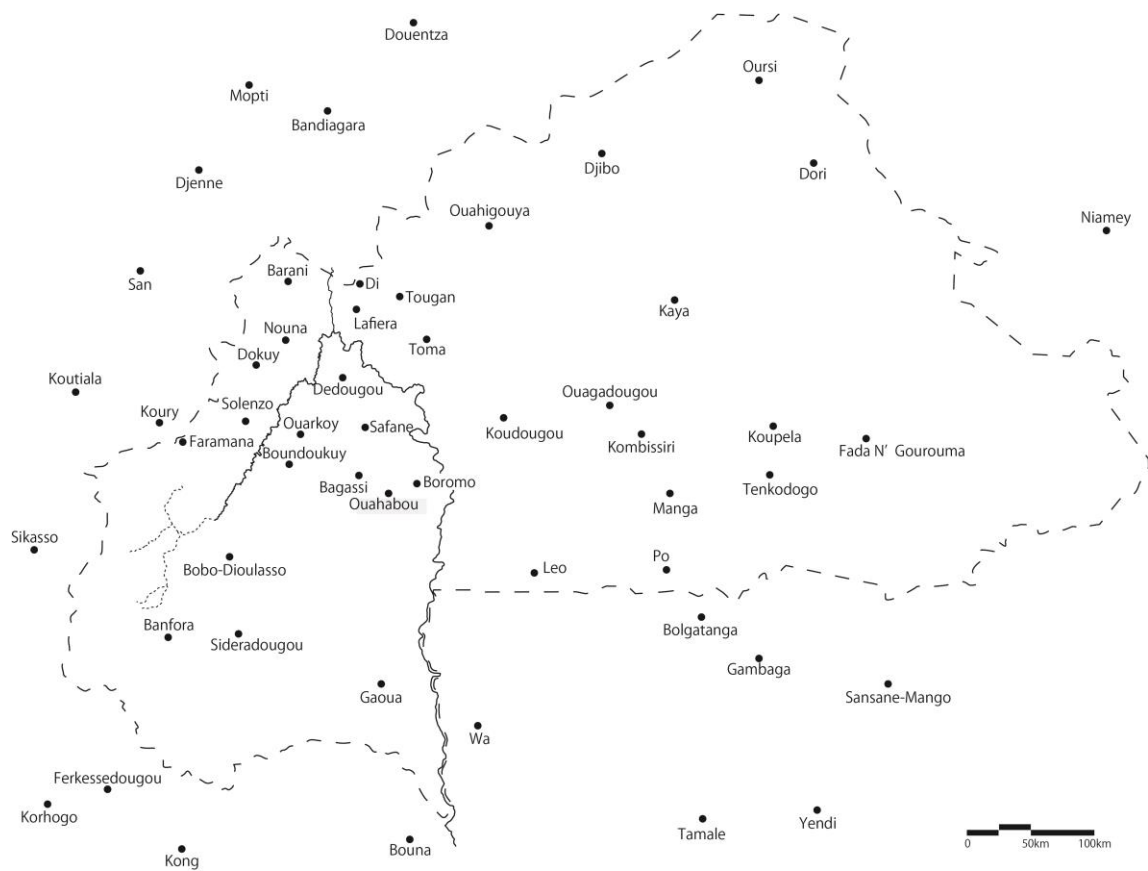 Douentza
Oursi
Mopti
Bandiagara
Djibo
Dori
Djenne
Ouahigouya
Niamey
San
Barani
Di
Tougan
Kaya
Lafiera
Nouna
Toma
Dokuy
Koutiala
Dedougou
Ouagadougou
Solenzo
Koury
Ouarkoy
Safane
Koudougou
Kombissiri
Koupela
Fada N’ Gourouma
Faramana
Boundoukuy
Bagassi
Boromo
Ouahabou
Manga
Tenkodogo
Sikasso
Bobo-Dioulasso
Leo
Po
Banfora
Sideradougou
Bolgatanga
Gambaga
Gaoua
Sansane-Mango
Wa
Ferkessedougou
Korhogo
Kong
Bouna
Tamale
Yendi
0 50km 100km